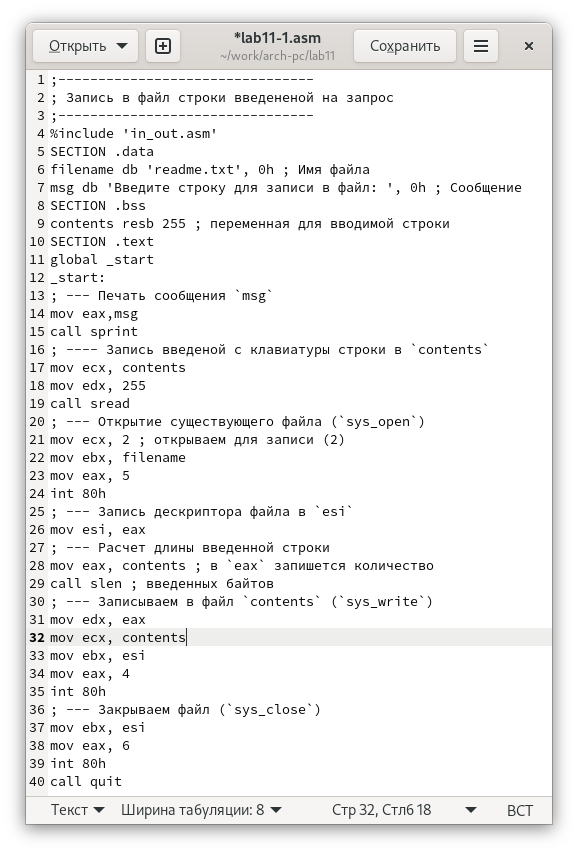 Открыть
*lab11-1.asm
~/work/arch-pc/lab11
Сохранить
1 ;--------------------------------
2 ; Запись в файл строки введененой на запрос
3 ;--------------------------------
4 %include 'in_out.asm'
5 SECTION .data
6 filename db 'readme.txt', 0h ; Имя файла
7 msg db 'Введите строку для записи в файл: ', 0h ; Сообщение
8 SECTION .bss
9 contents resb 255 ; переменная для вводимой строки
10 SECTION .text
11 global _start
12 _start:
13 ; --- Печать сообщения `msg`
14 mov eax,msg
15 call sprint
16 ; ---- Запись введеной с клавиатуры строки в `contents`
17 mov ecx, contents
18 mov edx, 255
19 call sread
20 ; --- Открытие существующего файла (`sys_open`)
21 mov ecx, 2 ; открываем для записи (2)
22 mov ebx, filename
23 mov eax, 5
24 int 80h
25 ; --- Запись дескриптора файла в `esi`
26 mov esi, eax
27 ; --- Расчет длины введенной строки
28 mov eax, contents ; в `eax` запишется количество
29 call slen ; введенных байтов
30 ; --- Записываем в файл `contents` (`sys_write`)
31 mov edx, eax
32 mov ecx, contents
33 mov ebx, esi
34 mov eax, 4
35 int 80h
36 ; --- Закрываем файл (`sys_close`)
37 mov ebx, esi
38 mov eax, 6
39 int 80h
40 call quit
Текст Ширина табуляции: 8 Стр 32, Стлб 18 ВСТ